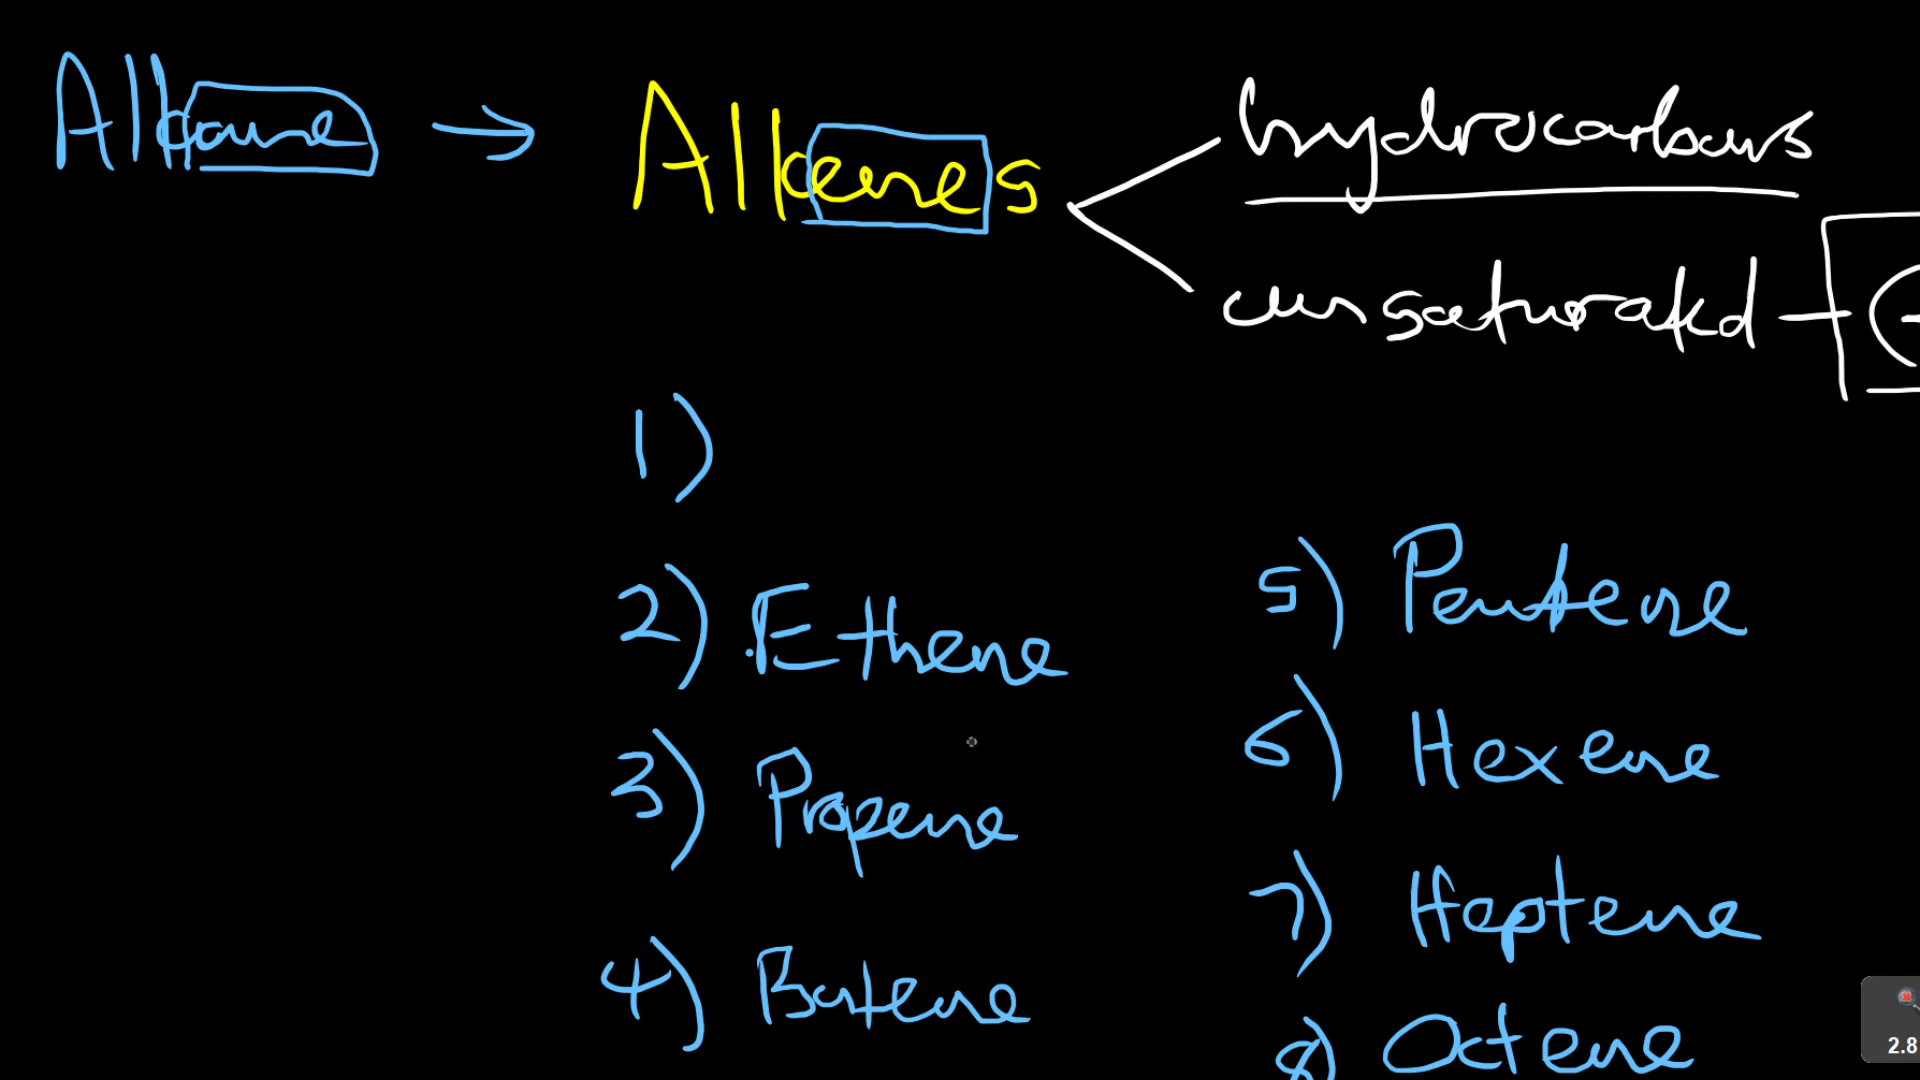 Alkane → Alkenes
hydrocarbons
unsaturated -
1)
2) Ethene
3) Propene
4) Butene
5) Pentene
6) Hexene
7) Heptene
8) Octene
2.8